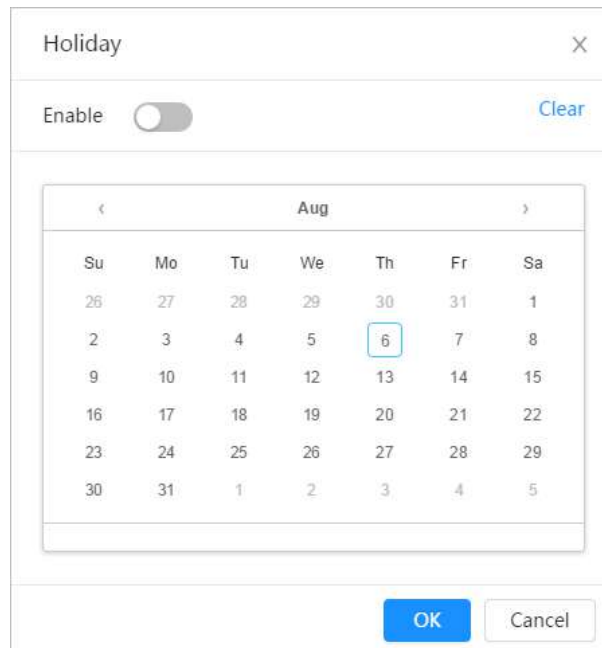 Holiday ×
Enable Clear
‹ Aug ›
Su Mo Tu We Th Fr Sa
26 27 28 29 30 31 1
2 3 4 5 6 7 8
9 10 11 12 13 14 15
16 17 18 19 20 21 22
23 24 25 26 27 28 29
30 31 1 2 3 4 5
OK Cancel